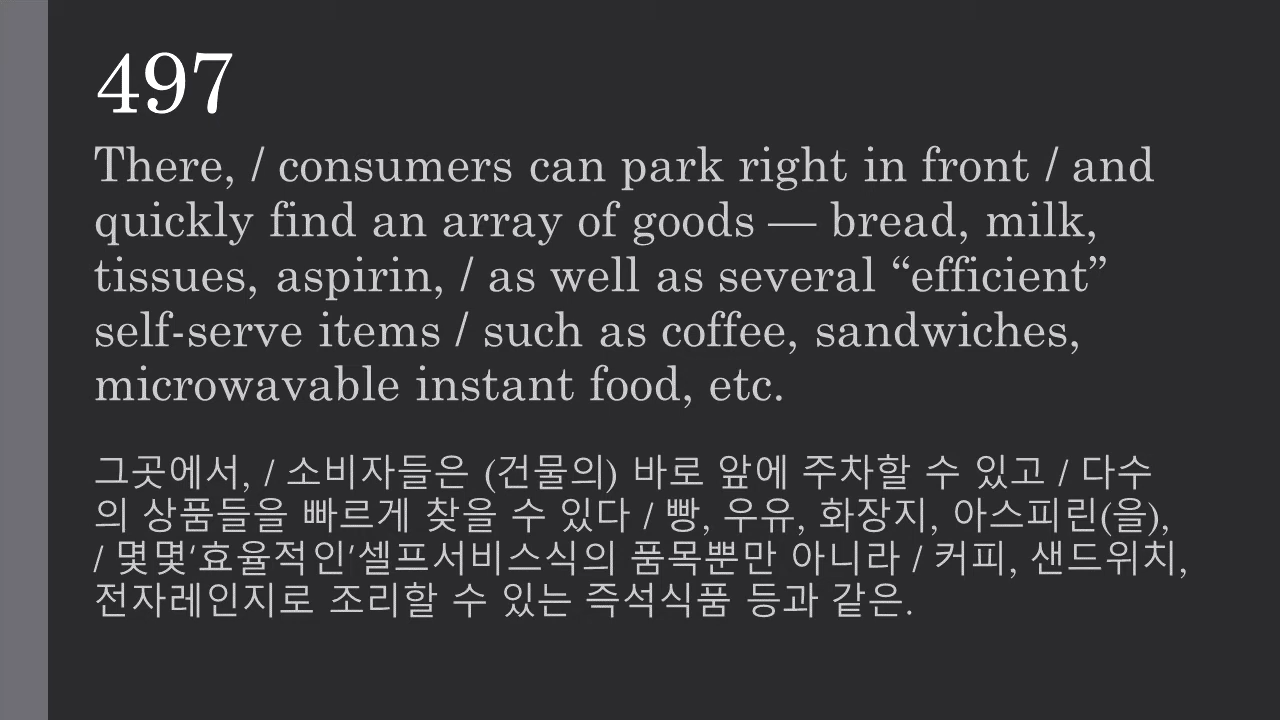 497
There, / consumers can park right in front / and
quickly find an array of goods — bread, milk,
tissues, aspirin, / as well as several “efficient”
self-serve items / such as coffee, sandwiches,
microwavable instant food, etc.
그곳에서, / 소비자들은 (건물의) 바로 앞에 주차할 수 있고 / 다수
의 상품들을 빠르게 찾을 수 있다 / 빵, 우유, 화장지, 아스피린(을),
/ 몇몇'효율적인'셀프서비스식의 품목뿐만 아니라 / 커피, 샌드위치,
전자레인지로 조리할 수 있는 즉석식품 등과 같은.